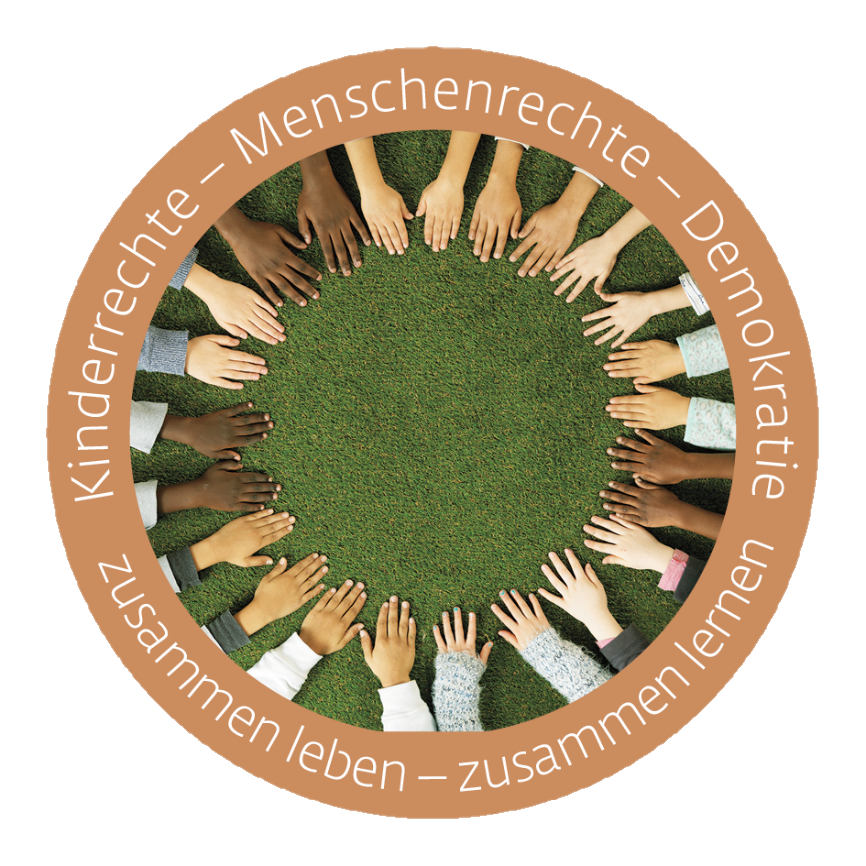 Kinderrechte – Menschenrechte – Demokratie
zusammen leben – zusammen lernen